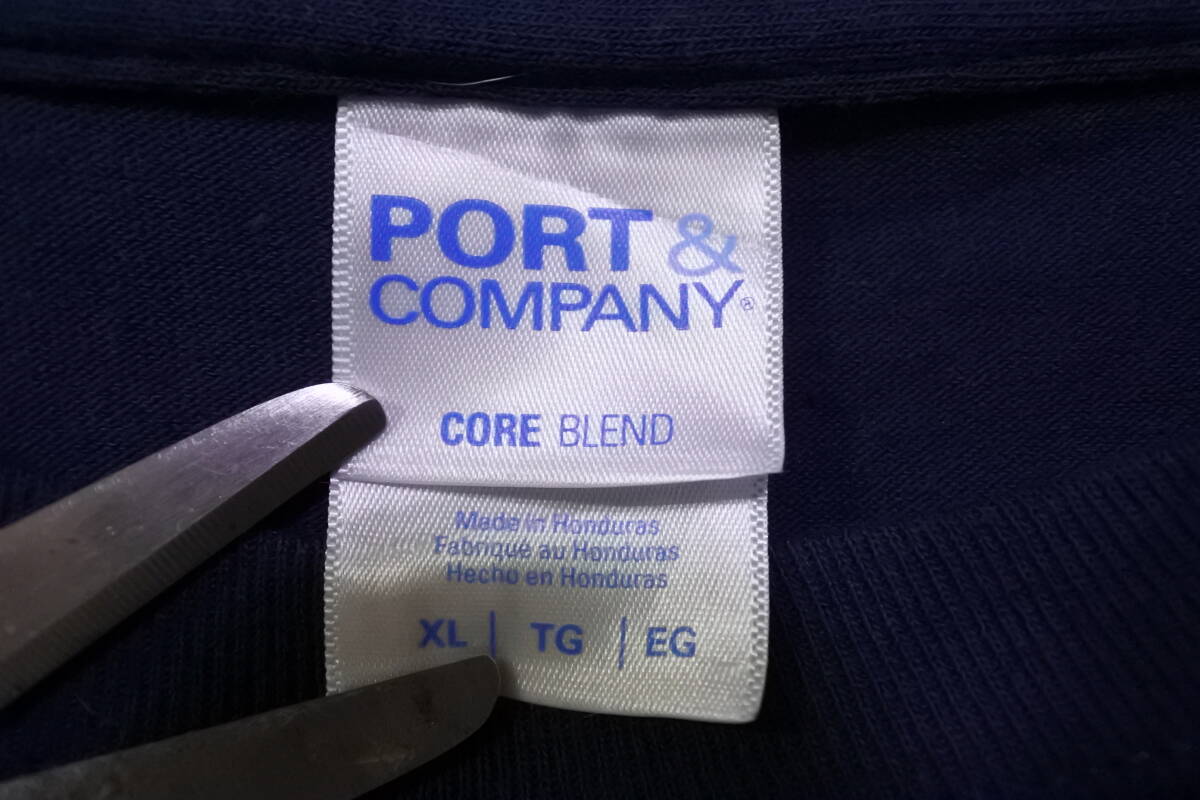 PORT &
COMPANY®
CORE BLEND
Made in Honduras
Fabriqué au Honduras
Hecho en Honduras
XL | TG | EG